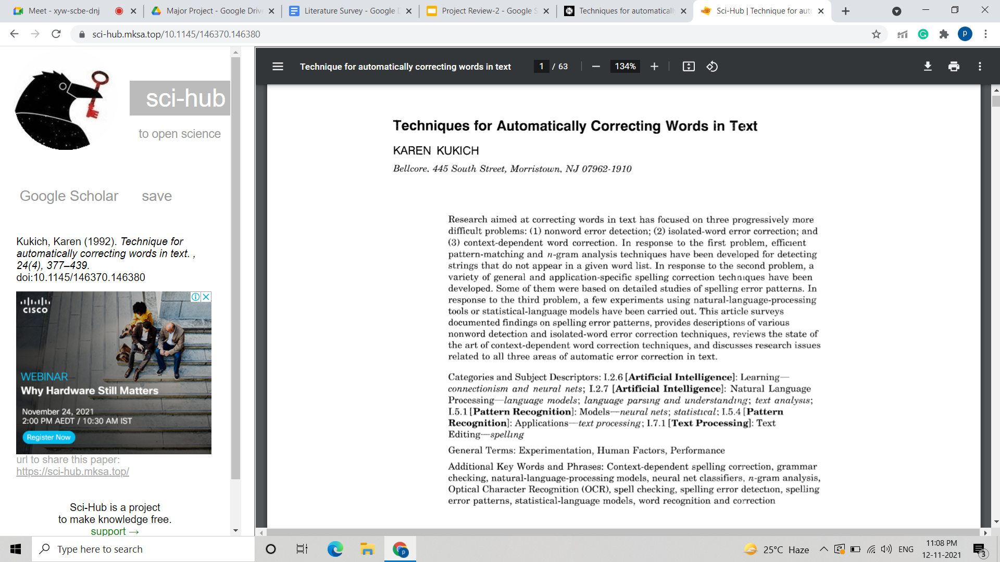 Meet - xyw-scbe-dnj
Major Project - Google Driv
Literature Survey - Google D
Project Review-2 - Google S
Techniques for automaticall
Sci-Hub | Technique for aut
sci-hub.mksa.top/10.1145/146370.146380
p
sci-hub
to open science
Google Scholar save
Kukich, Karen (1992). Technique for
automatically correcting words in text. ,
24(4), 377–439.
doi:10.1145/146370.146380
CISCO
WEBINAR
Why Hardware Still Matters
November 24, 2021
2:00 PM AEDT / 10:30 AM IST
Register Now
url to share this paper:
https://sci-hub.mksa.top/
Sci-Hub is a project
to make knowledge free.
support →
Technique for automatically correcting words in text
1 / 63
134%
Techniques for Automatically Correcting Words in Text
KAREN KUKICH
Bellcore, 445 South Street, Morristown, NJ 07962-1910
Research aimed at correcting words in text has focused on three progressively more
difficult problems: (1) nonword error detection; (2) isolated-word error correction; and
(3) context-dependent word correction. In response to the first problem, efficient
pattern-matching and n-gram analysis techniques have been developed for detecting
strings that do not appear in a given word list. In response to the second problem, a
variety of general and application-specific spelling correction techniques have been
developed. Some of them were based on detailed studies of spelling error patterns. In
response to the third problem, a few experiments using natural-language-processing
tools or statistical-language models have been carried out. This article surveys
documented findings on spelling error patterns, provides descriptions of various
nonword detection and isolated-word error correction techniques, reviews the state of
the art of context-dependent word correction techniques, and discusses research issues
related to all three areas of automatic error correction in text.
Categories and Subject Descriptors: I.2.6 [Artificial Intelligence]: Learning—
connectionism and neural nets; I.2.7 [Artificial Intelligence]: Natural Language
Processing—language models; language parsing and understanding; text analysis;
I.5.1 [Pattern Recognition]: Models—neural nets; statistical; I.5.4 [Pattern
Recognition]: Applications—text processing; I.7.1 [Text Processing]: Text
Editing—spelling
General Terms: Experimentation, Human Factors, Performance
Additional Key Words and Phrases: Context-dependent spelling correction, grammar
checking, natural-language-processing models, neural net classifiers, n-gram analysis,
Optical Character Recognition (OCR), spell checking, spelling error detection, spelling
error patterns, statistical-language models, word recognition and correction
Type here to search
p
25°C Haze
ENG
11:08 PM
12-11-2021
3